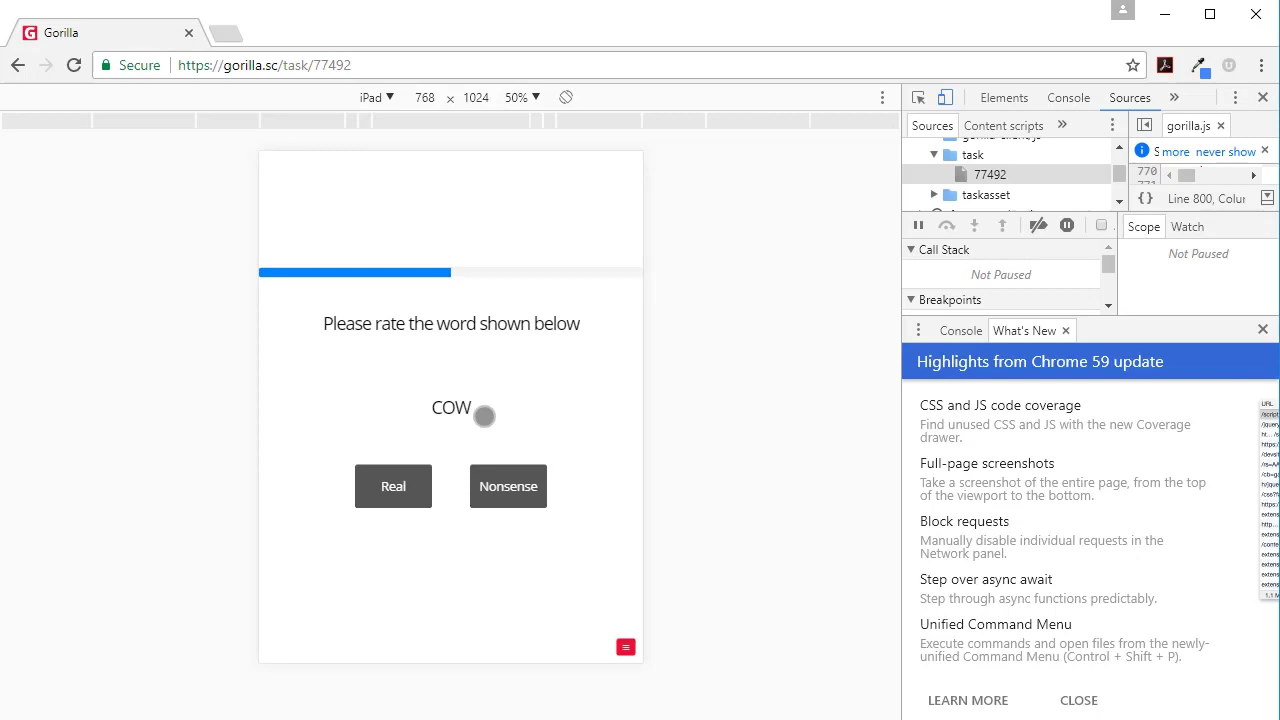 Gorilla
Secure
https://gorilla.sc/task/77492
iPad ▼ 768 × 1024 50% ▼
Elements Console Sources »
Sources Content scripts »
gorilla.js ×
task
77492
taskasset
more never show
770
{} Line 800, Colu
Scope Watch
Call Stack
Not Paused
Not Paused
Breakpoints
Please rate the word shown below
COW
Real
Nonsense
Console What's New ×
Highlights from Chrome 59 update
CSS and JS code coverage
Find unused CSS and JS with the new Coverage
drawer.
Full-page screenshots
Take a screenshot of the entire page, from the top
of the viewport to the bottom.
Block requests
Manually disable individual requests in the
Network panel.
Step over async await
Step through async functions predictably.
Unified Command Menu
Execute commands and open files from the newly-
unified Command Menu (Control + Shift + P).
LEARN MORE CLOSE